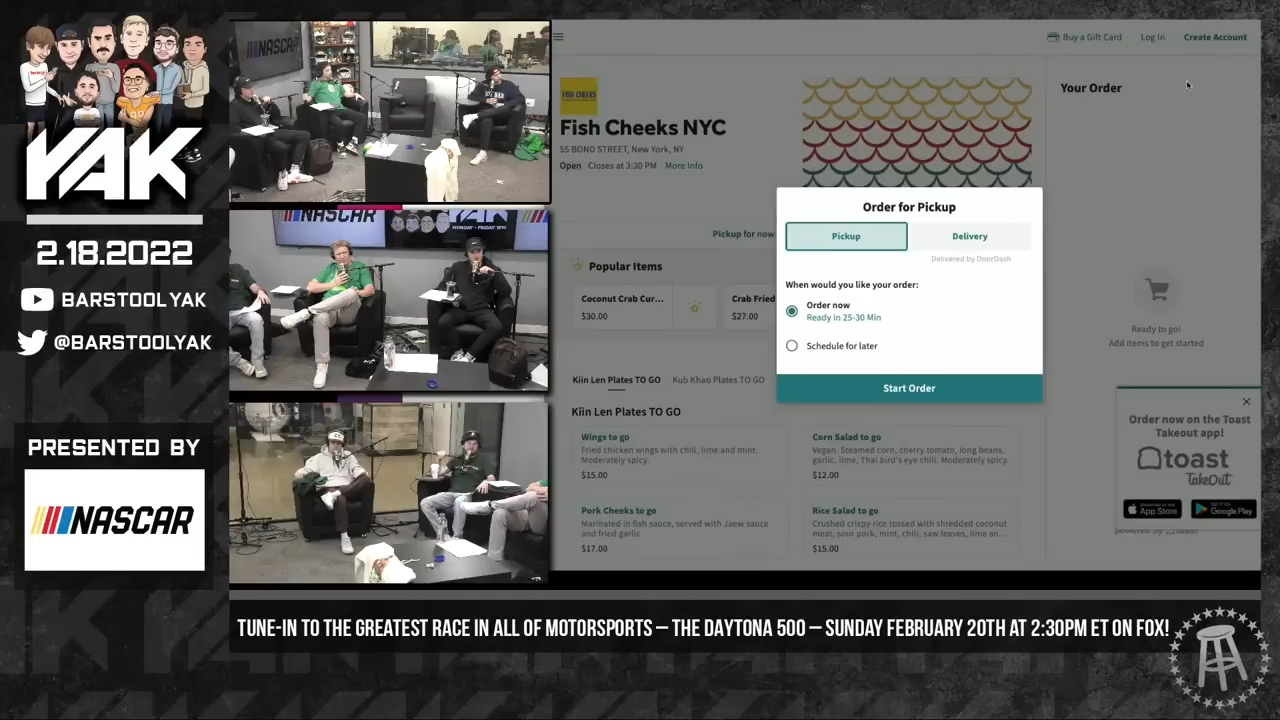 YAK
2.18.2022
BARSTOOLYAK
@BARSTOOLYAK
PRESENTED BY
NASCAR
NASCAR
NASCAR
YAK
MONDAY - FRIDAY 1PM
Buy a Gift Card
Log In
Create Account
FISH CHEEKS
Fish Cheeks NYC
55 BOND STREET, New York, NY
Open Closes at 3:30 PM More Info
Your Order
Pickup for now
Popular Items
Coconut Crab Cur...
$30.00
Crab Fried
$27.00
Order for Pickup
Pickup
Delivery
Delivered by DoorDash
When would you like your order:
Order now
Ready in 25-30 Min
Schedule for later
Start Order
Ready to go!
Add items to get started
Kiin Len Plates TO GO
Kub Khao Plates TO GO
Kiin Len Plates TO GO
Wings to go
Fried chicken wings with chili, lime and mint.
Moderately spicy.
$15.00
Corn Salad to go
Vegan. Steamed corn, cherry tomato, long beans,
garlic, lime, Thai bird's eye chili. Moderately spicy.
$12.00
Pork Cheeks to go
Marinated in fish sauce, served with Jaew sauce
and fried garlic
$17.00
Rice Salad to go
Crushed crispy rice tossed with shredded coconut
meat, sour pork, mint, chili, saw leaves, lime an...
$15.00
Order now on the Toast
Takeout app!
toast
TakeOut
App Store
Google Play
powered by toast
TUNE-IN TO THE GREATEST RACE IN ALL OF MOTORSPORTS – THE DAYTONA 500 – SUNDAY FEBRUARY 20TH AT 2:30PM ET ON FOX!